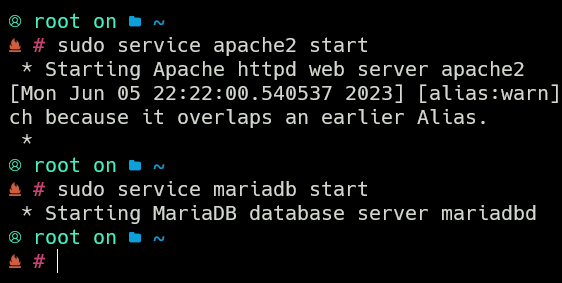 root on ~
# sudo service apache2 start
* Starting Apache httpd web server apache2
[Mon Jun 05 22:22:00.540537 2023] [alias:warn]
ch because it overlaps an earlier Alias.
*
root on ~
# sudo service mariadb start
* Starting MariaDB database server mariadbd
root on ~
#